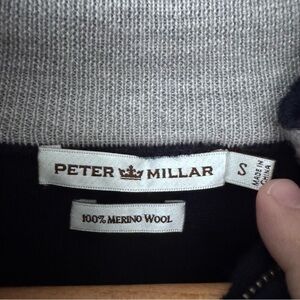 PETER MILLAR
S
MADE IN
CHINA
100% MERINO WOOL